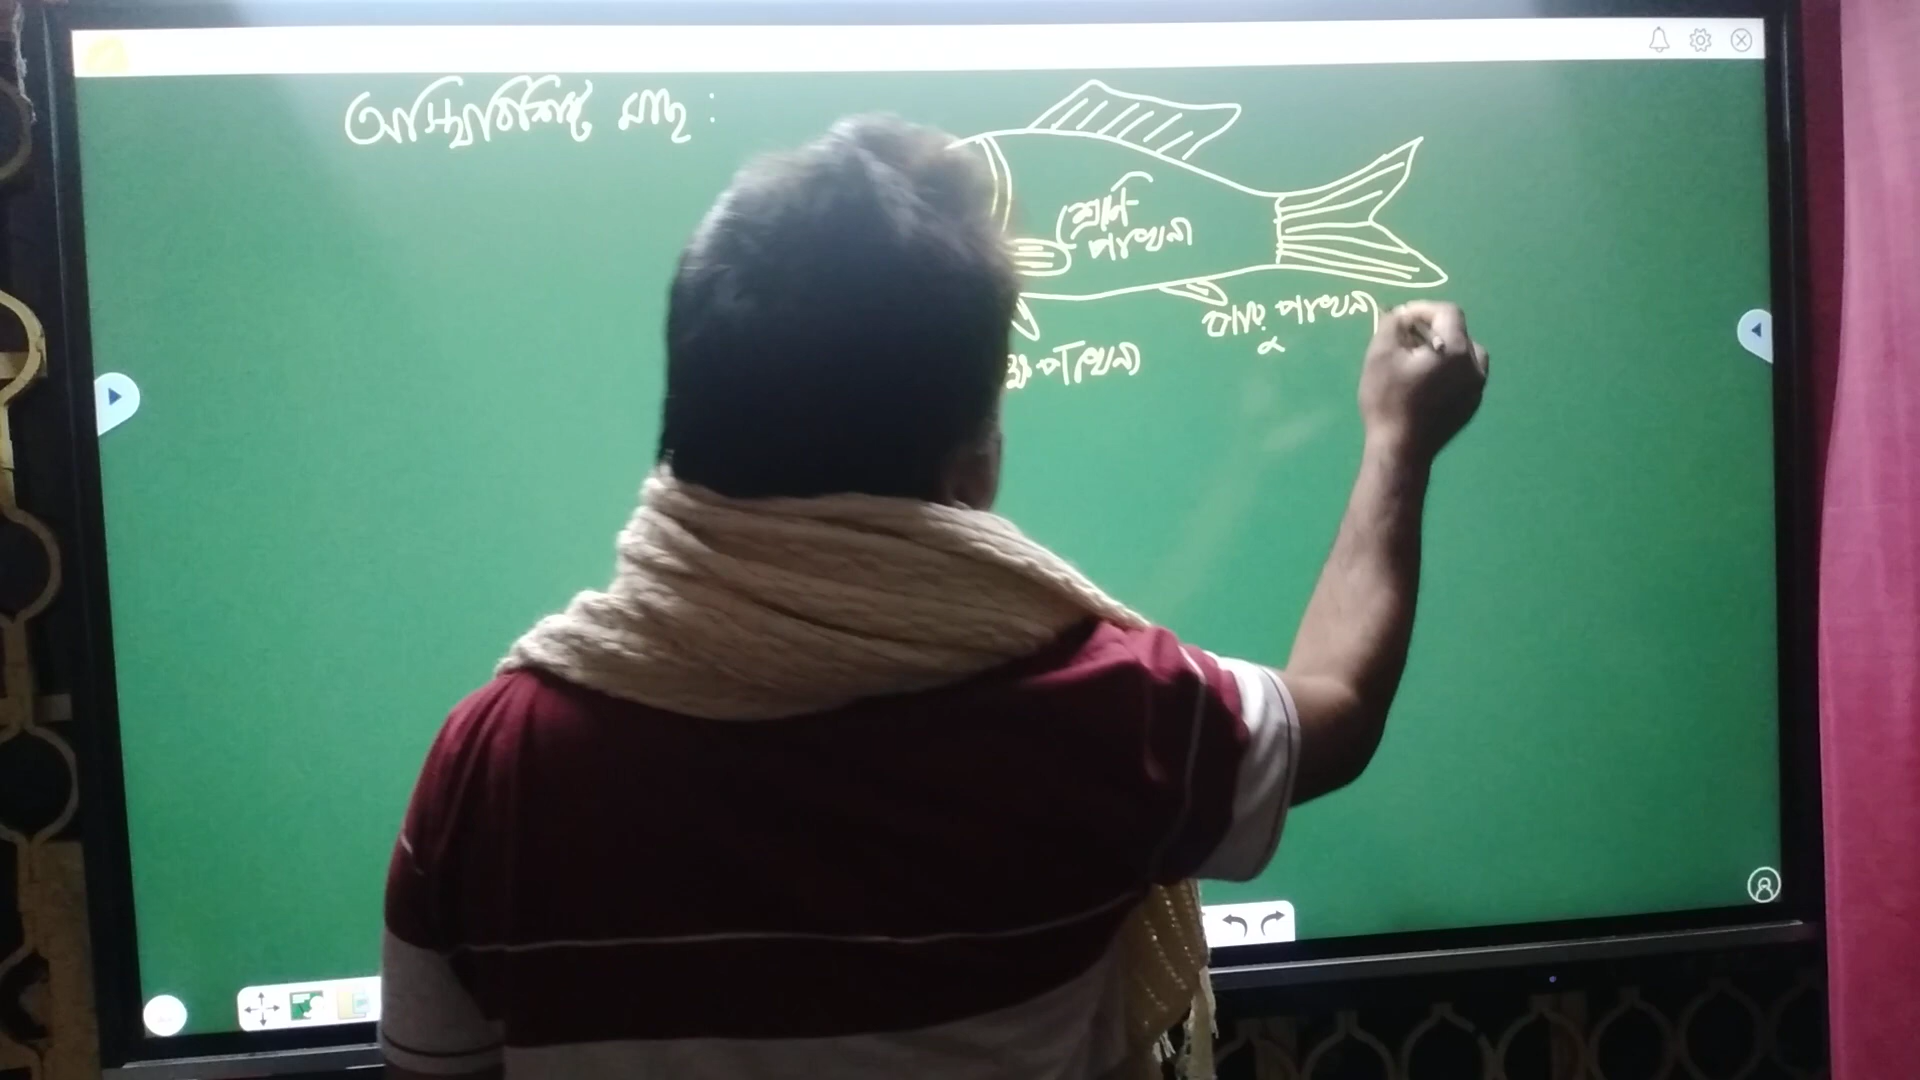 অস্থিবিশিষ্ট মাছ :
শ্রোণি
পাখনা
পায়ু পাখনা
পাখনা